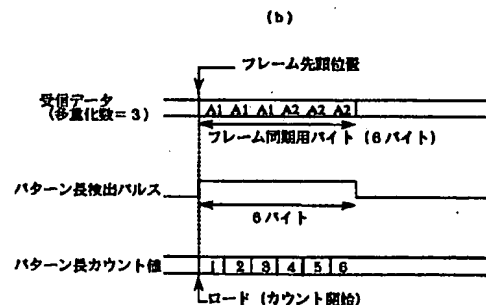 (b)
フレーム先頭位置
受信データ
(多重化数=3)
A1 A1 A1 A2 A2 A2
フレーム同期用バイト (6バイト)
パターン長検出パルス
6バイト
パターン長カウント値
1 2 3 4 5 6
ロード (カウント開始)